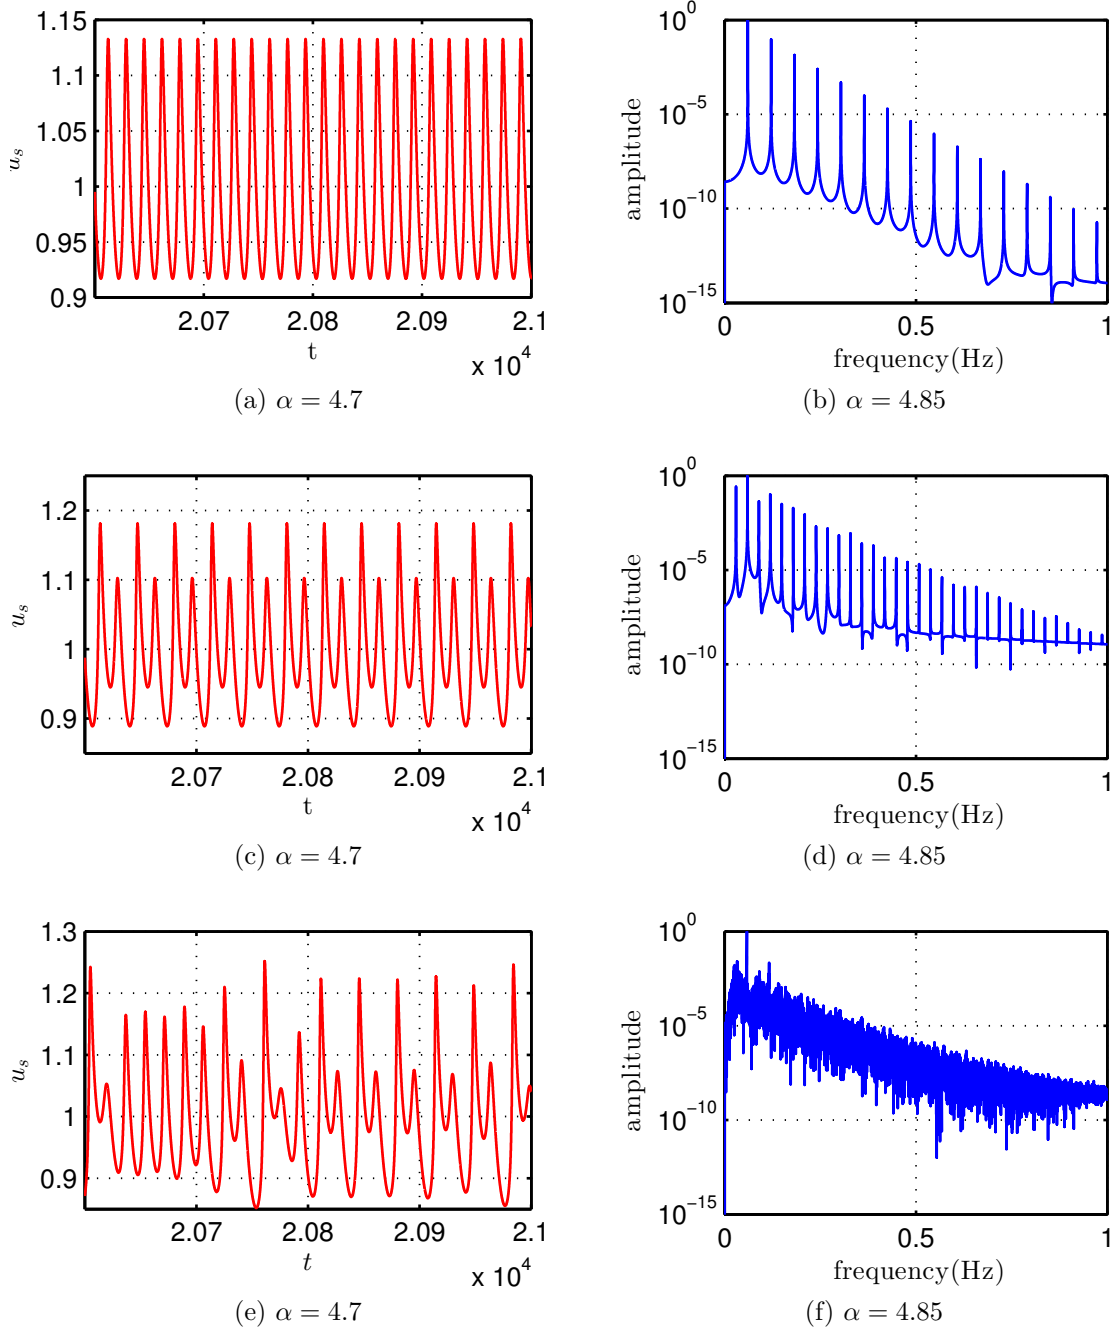 1.15
1.1
1.05
1
0.95
0.9
u_s
2.07 2.08 2.09 2.1
t
x 10^4
(a) α = 4.7
10^0
10^-5
10^-10
10^-15
amplitude
0 0.5 1
frequency(Hz)
(b) α = 4.85
1.2
1.1
1
0.9
u_s
2.07 2.08 2.09 2.1
t
x 10^4
(c) α = 4.7
10^0
10^-5
10^-10
10^-15
amplitude
0 0.5 1
frequency(Hz)
(d) α = 4.85
1.3
1.2
1.1
1
0.9
u_s
2.07 2.08 2.09 2.1
t
x 10^4
(e) α = 4.7
10^0
10^-5
10^-10
10^-15
amplitude
0 0.5 1
frequency(Hz)
(f) α = 4.85